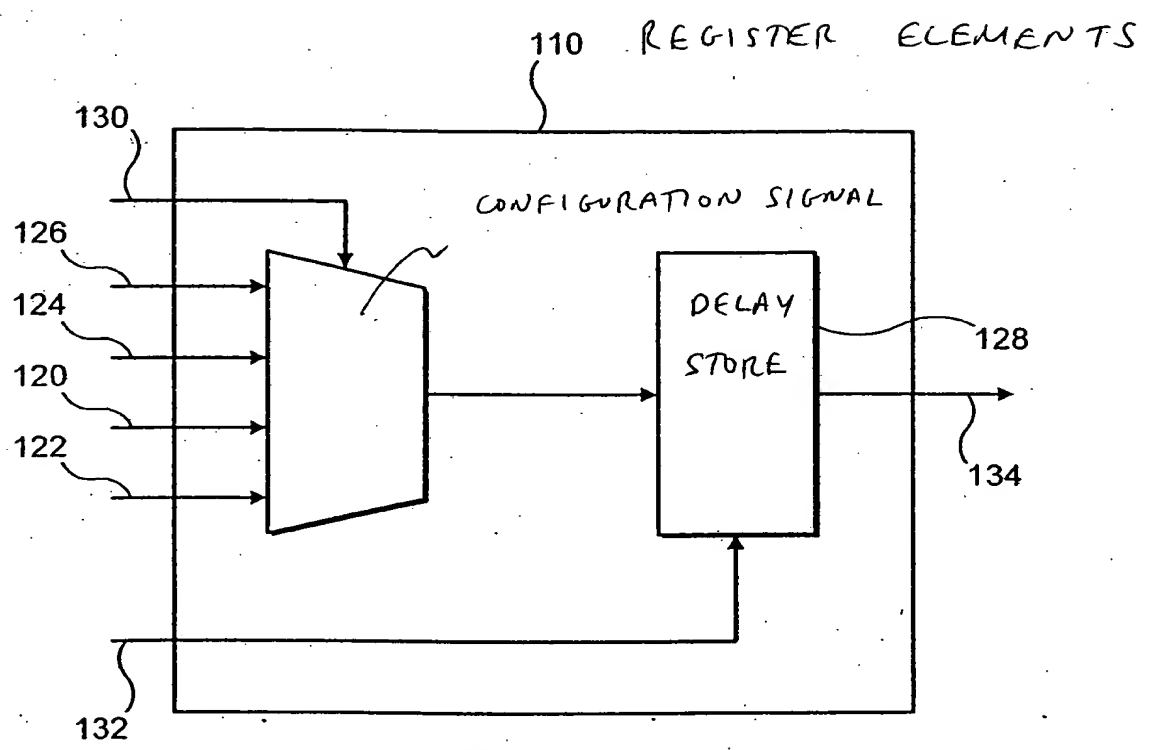 110 REGISTER ELEMENTS
130
CONFIGURATION SIGNAL
126
124
DELAY
128
120
STORE
122
134
132